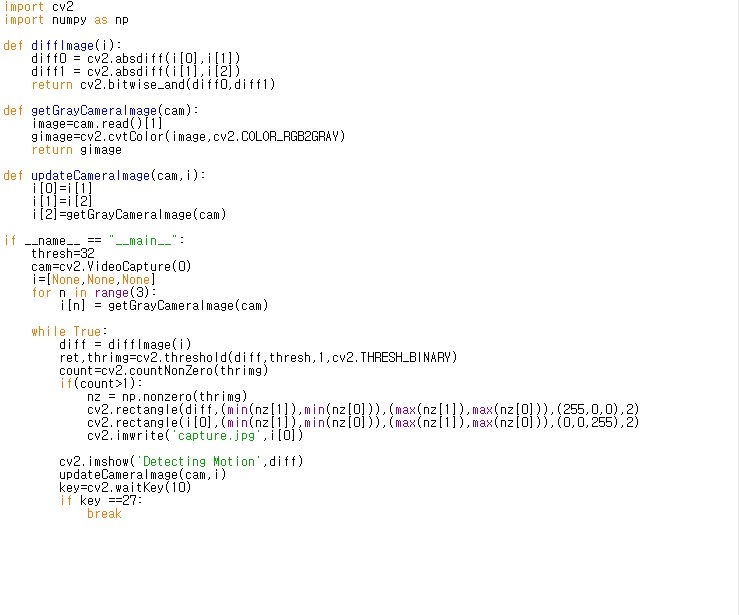 import cv2
import numpy as np

def diffImage(i):
    diff0 = cv2.absdiff(i[0],i[1])
    diff1 = cv2.absdiff(i[1],i[2])
    return cv2.bitwise_and(diff0,diff1)

def getGrayCameraImage(cam):
    image=cam.read()[1]
    gimage=cv2.cvtColor(image,cv2.COLOR_RGB2GRAY)
    return gimage

def updateCameraImage(cam,i):
    i[0]=i[1]
    i[1]=i[2]
    i[2]=getGrayCameraImage(cam)

if __name__ == "__main__":
    thresh=32
    cam=cv2.VideoCapture(0)
    i=[None,None,None]
    for n in range(3):
        i[n] = getGrayCameraImage(cam)

    while True:
        diff = diffImage(i)
        ret,thrimg=cv2.threshold(diff,thresh,1,cv2.THRESH_BINARY)
        count=cv2.countNonZero(thrimg)
        if(count>1):
            nz = np.nonzero(thrimg)
            cv2.rectangle(diff,(min(nz[1]),min(nz[0])),(max(nz[1]),max(nz[0])),(255,0,0),2)
            cv2.rectangle(i[0],(min(nz[1]),min(nz[0])),(max(nz[1]),max(nz[0])),(0,0,255),2)
            cv2.imwrite('capture.jpg',i[0])

        cv2.imshow('Detecting Motion',diff)
        updateCameraImage(cam,i)
        key=cv2.waitKey(10)
        if key ==27:
            break